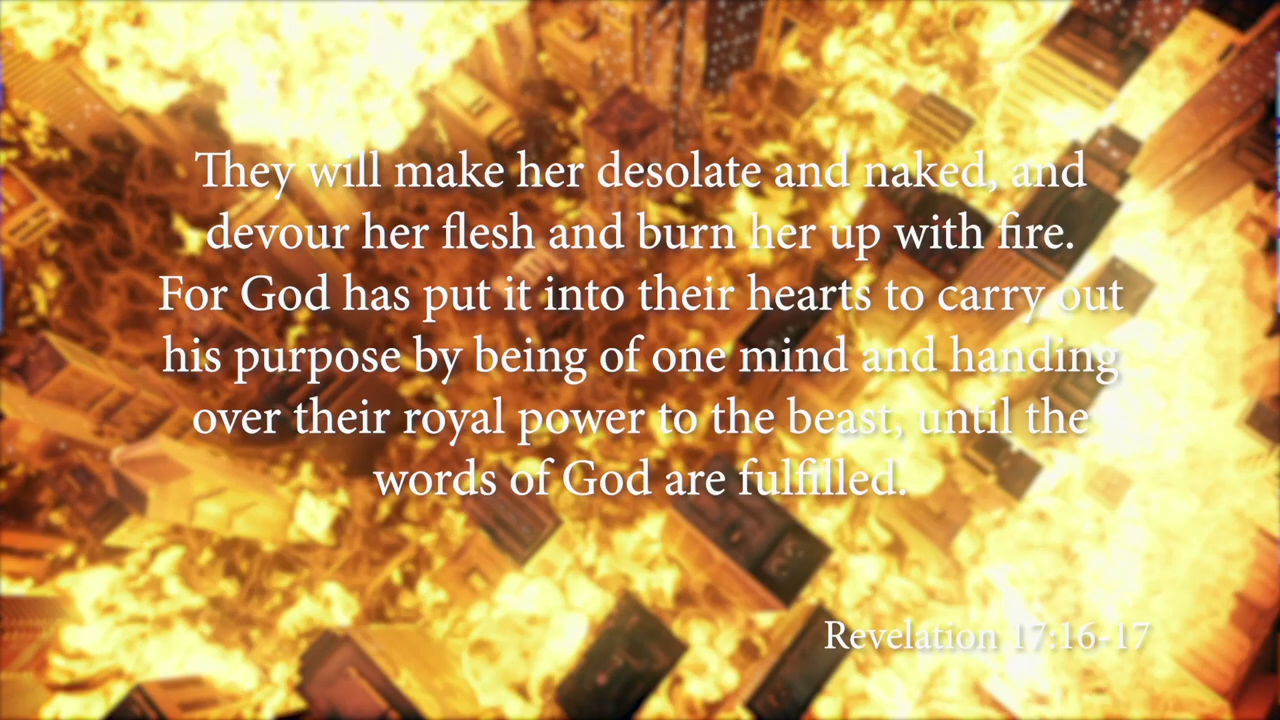 They will make her desolate and naked, and
devour her flesh and burn her up with fire.
For God has put it into their hearts to carry out
his purpose by being of one mind and handing
over their royal power to the beast, until the
words of God are fulfilled.
Revelation 17:16-17